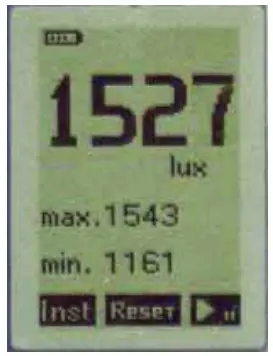 1527
lux
max.1543
min. 1161
Inst Reset